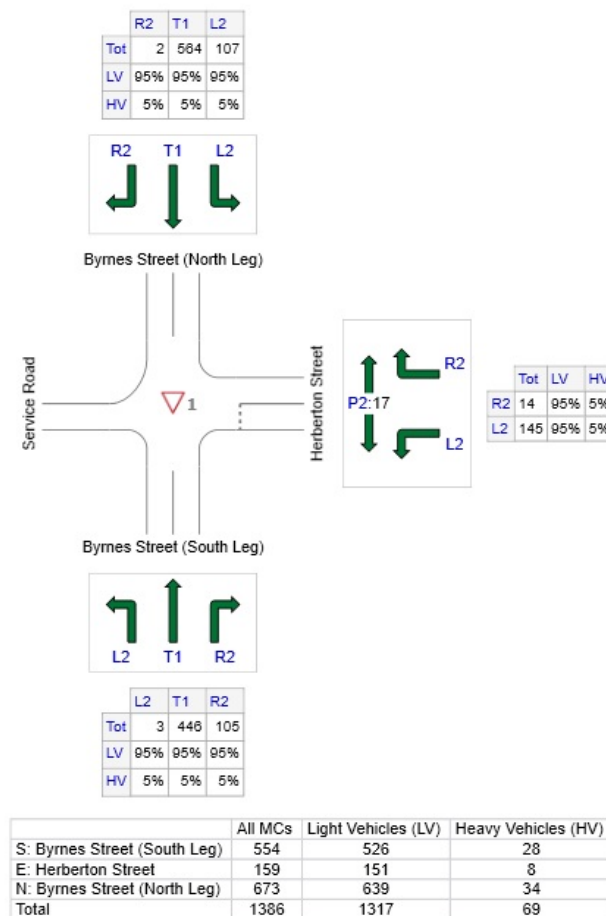 R2 T1 L2
Tot 2 564 107
LV 95% 95% 95%
HV 5% 5% 5%
R2 T1 L2
Byrnes Street (North Leg)
Service Road
1
Herberton Street
R2
P2:17
L2
Tot LV HV
R2 14 95% 5%
L2 145 95% 5%
Byrnes Street (South Leg)
L2 T1 R2
L2 T1 R2
Tot 3 446 105
LV 95% 95% 95%
HV 5% 5% 5%
All MCs Light Vehicles (LV) Heavy Vehicles (HV)
S: Byrnes Street (South Leg) 554 526 28
E: Herberton Street 159 151 8
N: Byrnes Street (North Leg) 673 639 34
Total 1386 1317 69